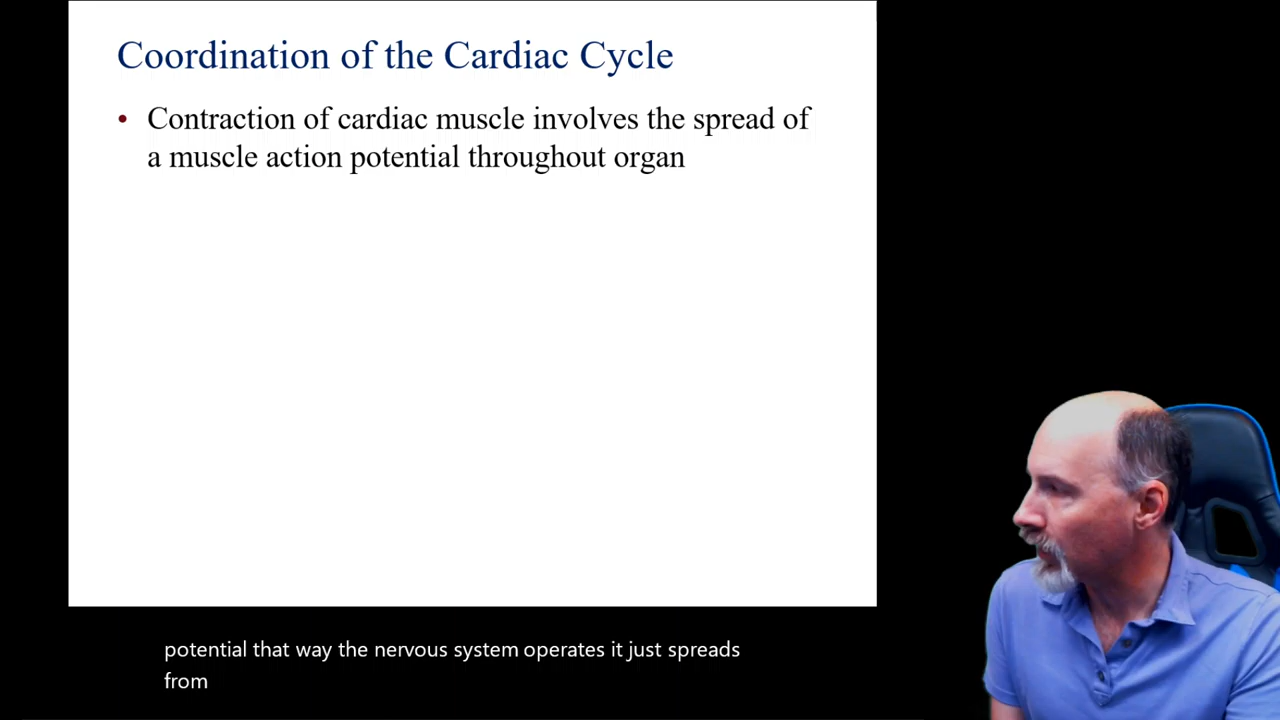 Coordination of the Cardiac Cycle
• Contraction of cardiac muscle involves the spread of
a muscle action potential throughout organ
potential that way the nervous system operates it just spreads
from